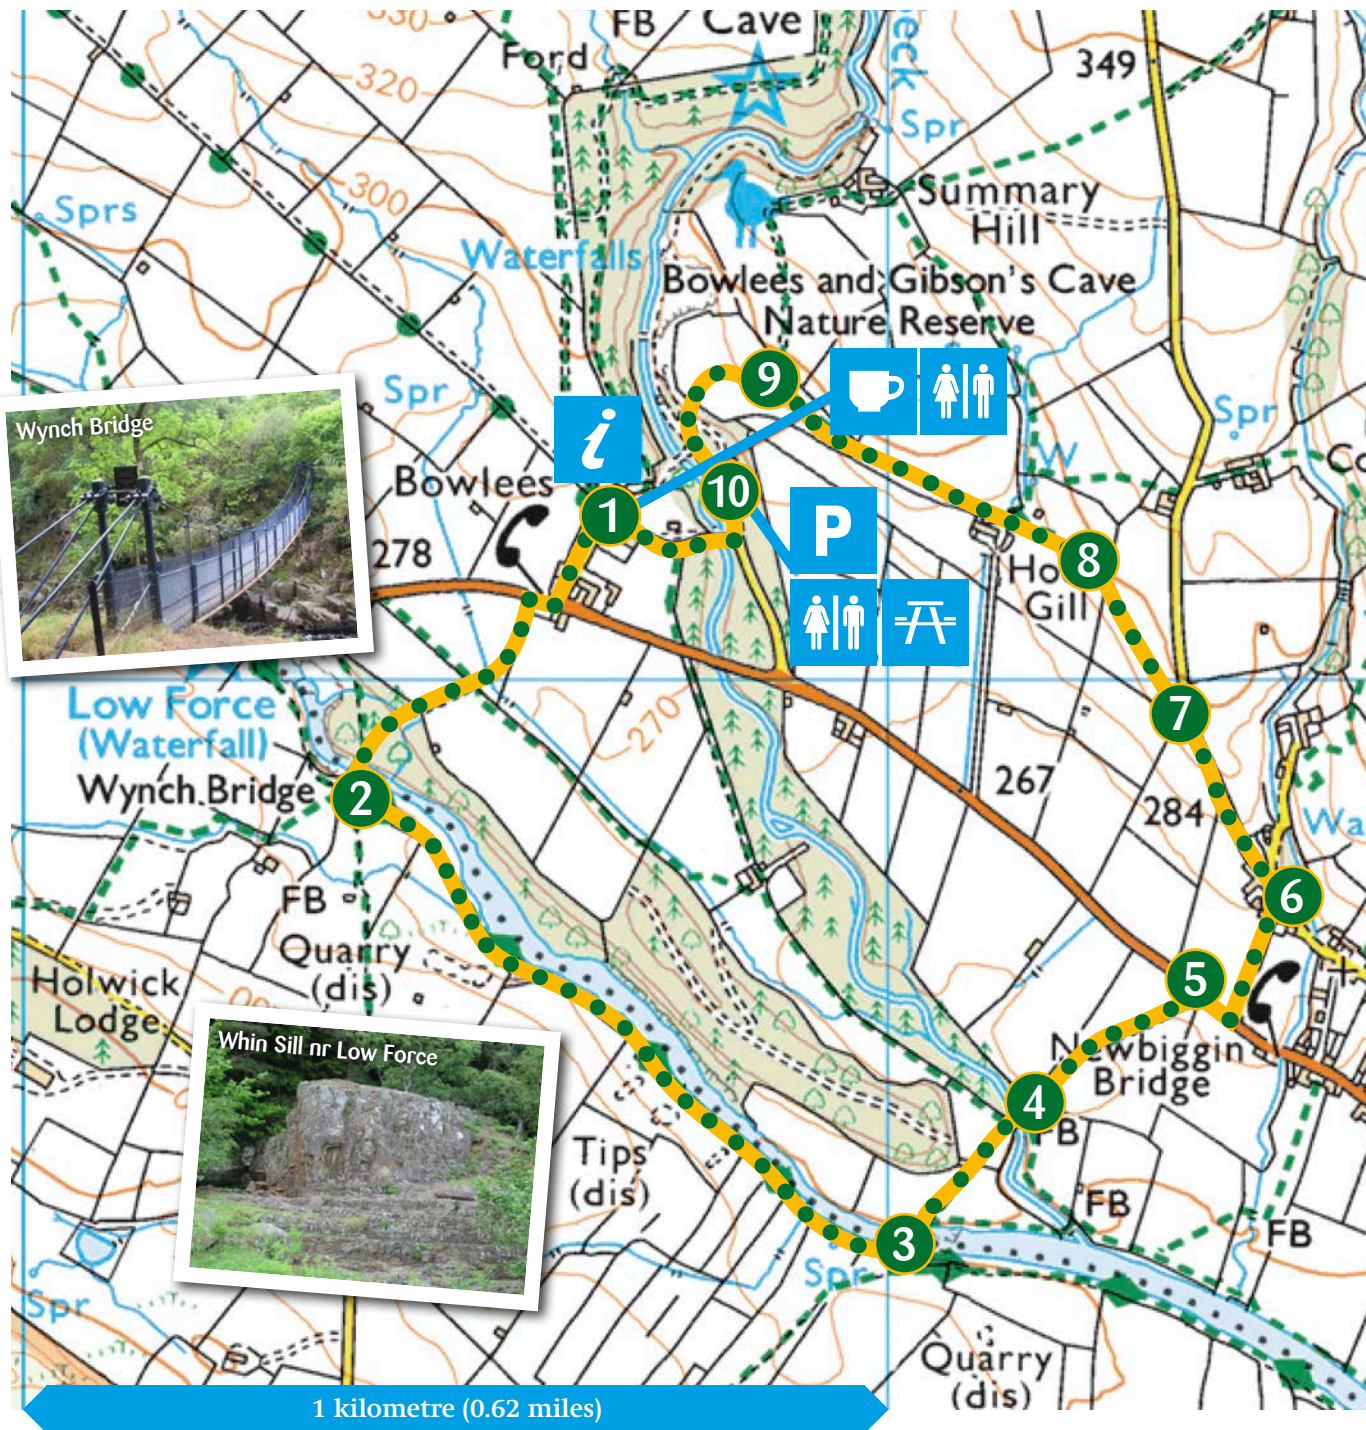 330
FB
Cave
Ford
349
320
eck
Spr
300
Summary
Hill
Sprs
Waterfalls
Bowlees and Gibson's Cave
Nature Reserve
9
Spr
Spr
i
Wynch Bridge
W
Bowlees
10
1
P
278
8
Ho
Gill
Low Force
(Waterfall)
270
7
Wynch Bridge
2
267
284
Wa
FB
6
Quarry
(dis)
5
Holwick
Lodge
Whin Sill nr Low Force
Newbiggin
Bridge
4
FB
Tips
(dis)
FB
3
FB
Spr
Spr
Quarry
(dis)
1 kilometre (0.62 miles)